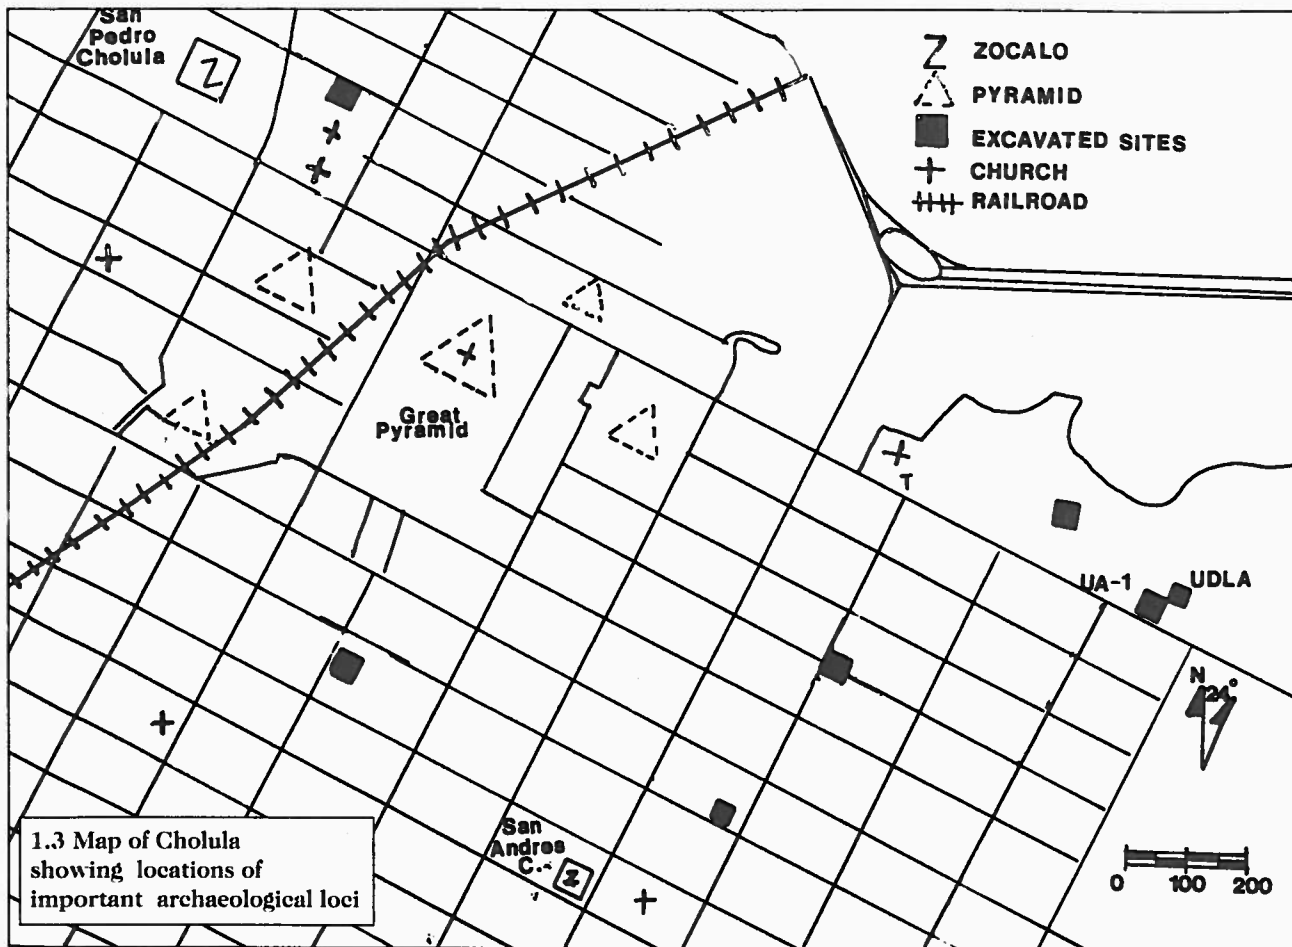 San
Pedro
Cholula
Z
Z ZOCALO
PYRAMID
EXCAVATED SITES
CHURCH
RAILROAD
Great
Pyramid
T
UA-1
UDLA
N
24°
San
Andres
C.
Z
0 100 200
1.3 Map of Cholula
showing locations of
important archaeological loci